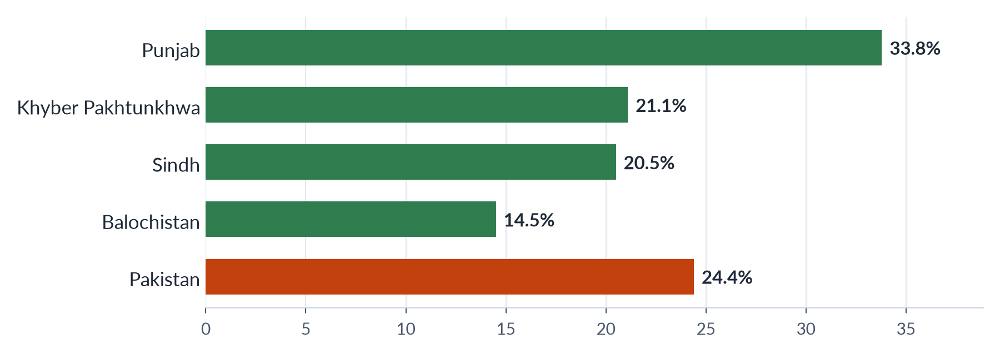 Punjab 33.8%
Khyber Pakhtunkhwa 21.1%
Sindh 20.5%
Balochistan 14.5%
Pakistan 24.4%
0 5 10 15 20 25 30 35